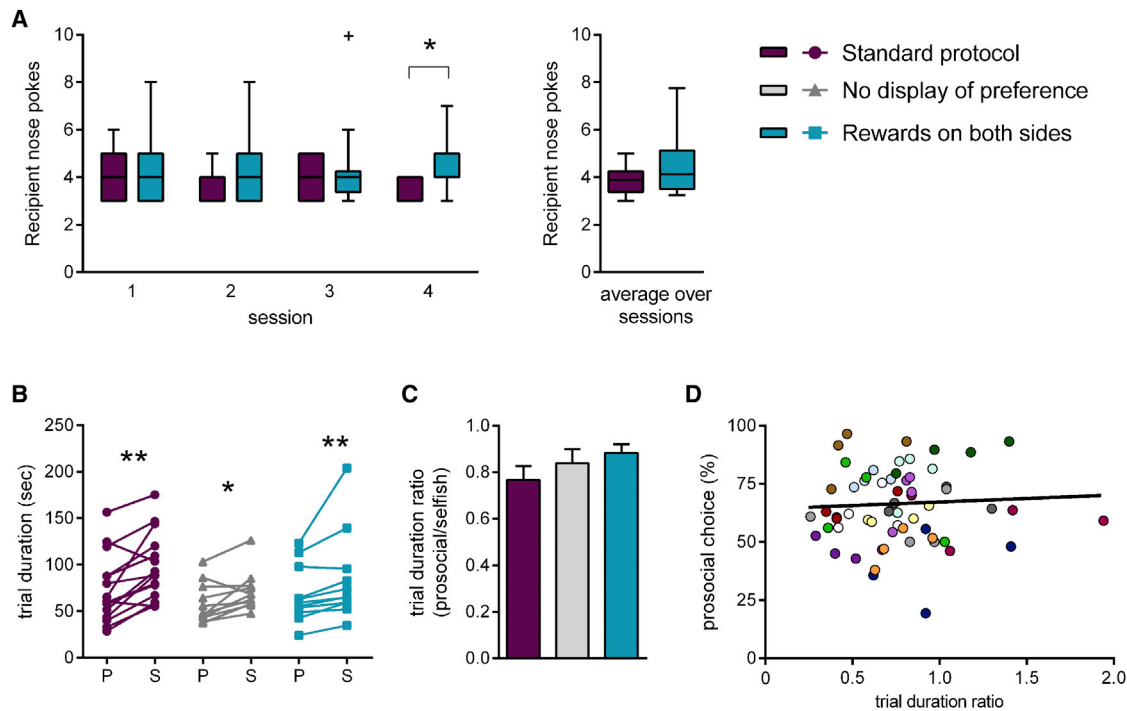 A
10
8
6
4
2
0
Recipient nose pokes
+
*
1 2 3 4
session
10
8
6
4
2
0
Recipient nose pokes
average over
sessions
Standard protocol
No display of preference
Rewards on both sides
B
250
200
150
100
50
0
trial duration (sec)
**
*
**
P S P S P S
C
1.0
0.8
0.6
0.4
0.2
0.0
trial duration ratio
(prosocial/selfish)
D
100
75
50
25
0
prosocial choice (%)
0 0.5 1.0 1.5 2.0
trial duration ratio